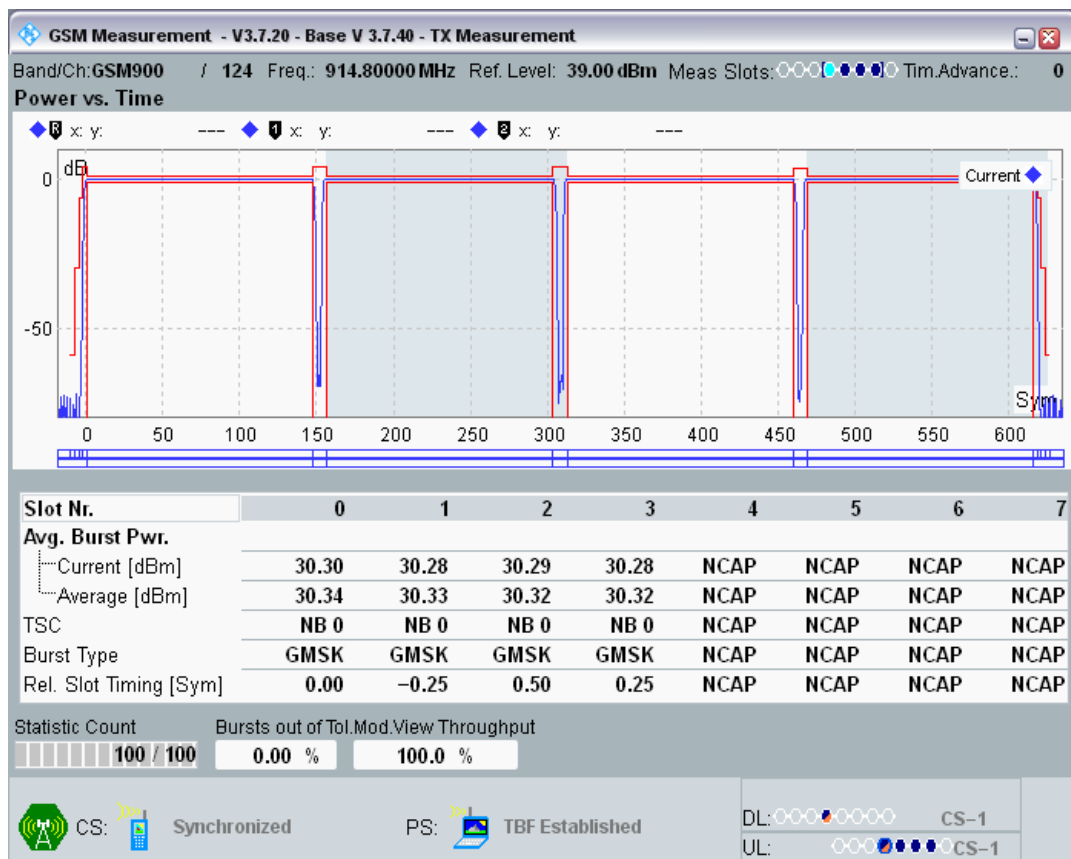 GSM Measurement - V3.7.20 - Base V 3.7.40 - TX Measurement
Band/Ch:GSM900 / 124 Freq.: 914.80000 MHz Ref. Level: 39.00 dBm Meas Slots: Tim.Advance.: 0
Power vs. Time
R x: y: --- 1 x: y: --- 2 x: y: ---
dB
Current
0
-50
Sym
0 50 100 150 200 250 300 350 400 450 500 550 600
Slot Nr. 0 1 2 3 4 5 6 7
Avg. Burst Pwr.
Current [dBm] 30.30 30.28 30.29 30.28 NCAP NCAP NCAP NCAP
Average [dBm] 30.34 30.33 30.32 30.32 NCAP NCAP NCAP NCAP
TSC NB 0 NB 0 NB 0 NB 0 NCAP NCAP NCAP NCAP
Burst Type GMSK GMSK GMSK GMSK NCAP NCAP NCAP NCAP
Rel. Slot Timing [Sym] 0.00 −0.25 0.50 0.25 NCAP NCAP NCAP NCAP
Statistic Count Bursts out of Tol. Mod.View Throughput
100 / 100 0.00 % 100.0 %
CS: Synchronized PS: TBF Established
DL: CS−1
UL: CS−1